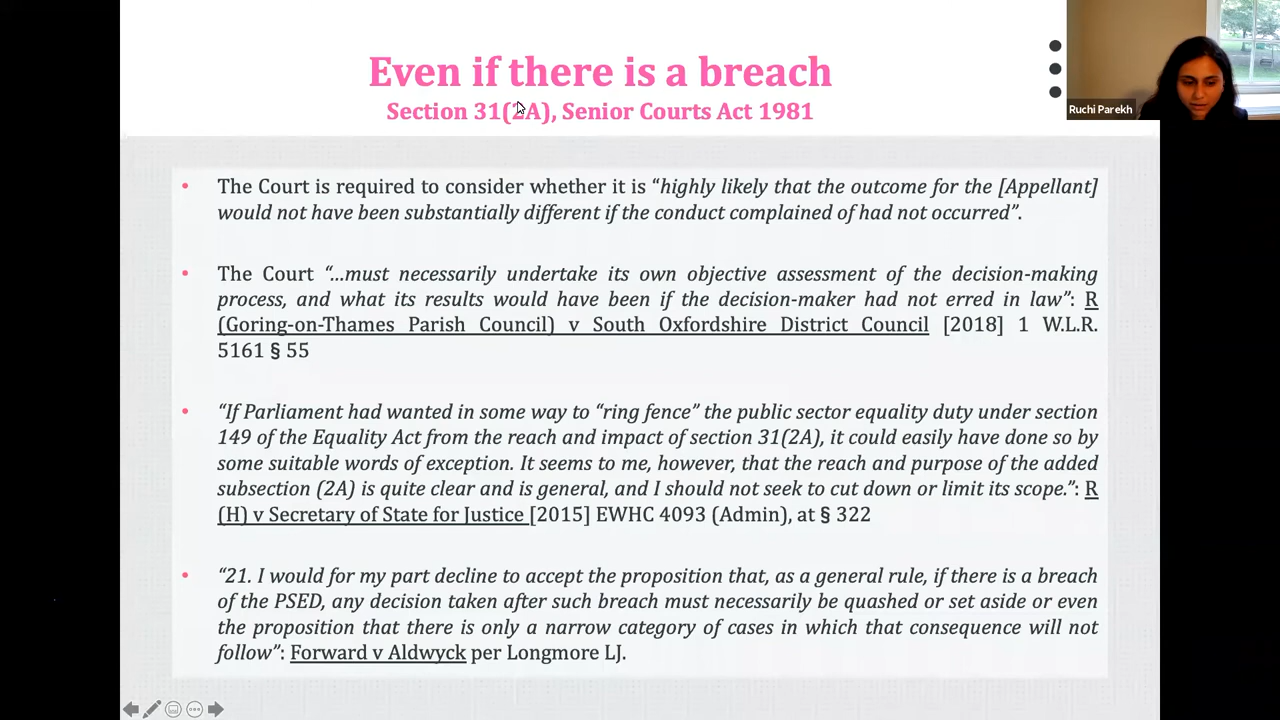 Even if there is a breach
Section 31(2A), Senior Courts Act 1981
Ruchi Parekh
• The Court is required to consider whether it is “highly likely that the outcome for the [Appellant]
would not have been substantially different if the conduct complained of had not occurred”.
• The Court “...must necessarily undertake its own objective assessment of the decision-making
process, and what its results would have been if the decision-maker had not erred in law”: R
(Goring-on-Thames Parish Council) v South Oxfordshire District Council [2018] 1 W.L.R.
5161 § 55
• “If Parliament had wanted in some way to “ring fence” the public sector equality duty under section
149 of the Equality Act from the reach and impact of section 31(2A), it could easily have done so by
some suitable words of exception. It seems to me, however, that the reach and purpose of the added
subsection (2A) is quite clear and is general, and I should not seek to cut down or limit its scope.”: R
(H) v Secretary of State for Justice [2015] EWHC 4093 (Admin), at § 322
• “21. I would for my part decline to accept the proposition that, as a general rule, if there is a breach
of the PSED, any decision taken after such breach must necessarily be quashed or set aside or even
the proposition that there is only a narrow category of cases in which that consequence will not
follow”: Forward v Aldwyck per Longmore LJ.